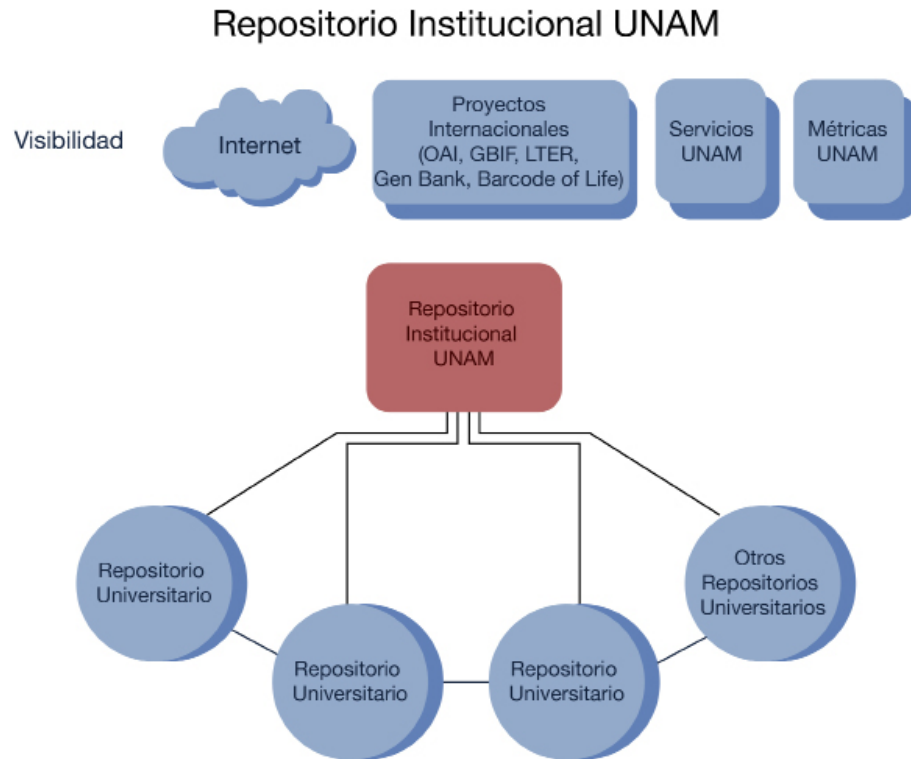 Repositorio Institucional UNAM
Visibilidad
Internet
Proyectos
Internacionales
(OAI, GBIF, LTER,
Gen Bank, Barcode of Life)
Servicios
UNAM
Métricas
UNAM
Repositorio
Institucional
UNAM
Repositorio
Universitario
Repositorio
Universitario
Repositorio
Universitario
Otros
Repositorios
Universitarios